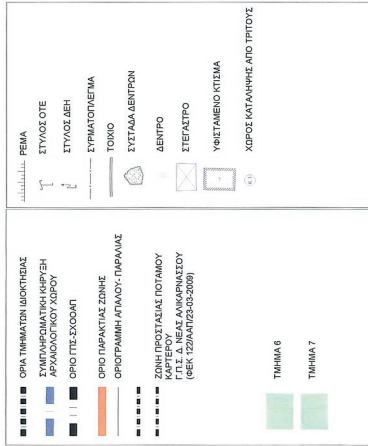 ΡΕΜΑ
ΣΤΥΛΟΣ ΟΤΕ
ΣΤΥΛΟΣ ΔΕΗ
ΣΥΡΜΑΤΟΠΛΕΓΜΑ
ΤΟΙΧΙΟ
ΣΥΣΤΑΔΑ ΔΕΝΤΡΩΝ
ΔΕΝΤΡΟ
ΣΤΕΓΑΣΤΡΟ
ΥΦΙΣΤΑΜΕΝΟ ΚΤΙΣΜΑ
ΧΩΡΟΣ ΚΑΤΑΛΗΨΗΣ ΑΠΟ ΤΡΙΤΟΥΣ
ΟΡΙΑ ΤΜΗΜΑΤΩΝ ΙΔΙΟΚΤΗΣΙΑΣ
ΣΥΜΠΛΗΡΩΜΑΤΙΚΗ ΚΗΡΥΞΗ
ΑΡΧΑΙΟΛΟΓΙΚΟΥ ΧΩΡΟΥ
ΟΡΙΟ ΓΠΣ-ΣΧΟΟΑΠ
ΟΡΙΟ ΠΑΡΑΚΤΙΑΣ ΖΩΝΗΣ
ΟΡΙΟΓΡΑΜΜΗ ΑΙΓΙΑΛΟΥ - ΠΑΡΑΛΙΑΣ
ΖΩΝΗ ΠΡΟΣΤΑΣΙΑΣ ΠΟΤΑΜΟΥ
ΚΑΡΤΕΡΟΥ
Γ.Π.Σ. Δ. ΝΕΑΣ ΑΛΙΚΑΡΝΑΣΣΟΥ
(ΦΕΚ 122/ΑΑΠ/23-03-2009)
ΤΜΗΜΑ 6
ΤΜΗΜΑ 7